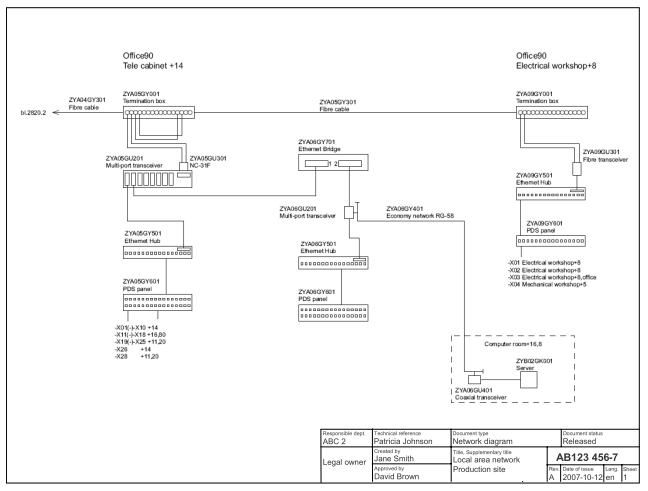 Office90
Tele cabinet +14
Office90
Electrical workshop+8
ZYA04GY301
Fibre cable
bl.2820.2
ZYA05GY001
Termination box
ZYA05GY301
Fibre cable
ZYA09GY001
Termination box
ZYA05GU201
Multi-port transceiver
ZYA05GU301
NC-31F
ZYA06GY701
Ethernet Bridge
1 2
ZYA09GU301
Fibre transceiver
ZYA09GY501
Ethernet Hub
ZYA06GU201
Multi-port transceiver
ZYA06GY401
Economy network RG-58
ZYA09GY601
PDS panel
ZYA05GY501
Ethernet Hub
ZYA06GY501
Ethernet Hub
-X01 Electrical workshop+8
-X02 Electrical workshop+8
-X03 Electrical workshop+8,office
-X04 Mechanical workshop+5
ZYA05GY601
PDS panel
ZYA06GY601
PDS panel
-X01(-)-X10 +14
-X11(-)-X18 +16,80
-X19(-)-X25 +11,20
-X26 +14
-X28 +11,20
Computer room+16,8
ZYB02GK001
Server
ZYA06GU401
Coaxial transceiver
Responsible dept.
ABC 2
Technical reference
Patricia Johnson
Document type
Network diagram
Document status
Released
Legal owner
Created by
Jane Smith
Approved by
David Brown
Title, Supplementary title
Local area network
Production site
AB123 456-7
Rev.
A
Date of issue
2007-10-12
Lang.
en
Sheet
1